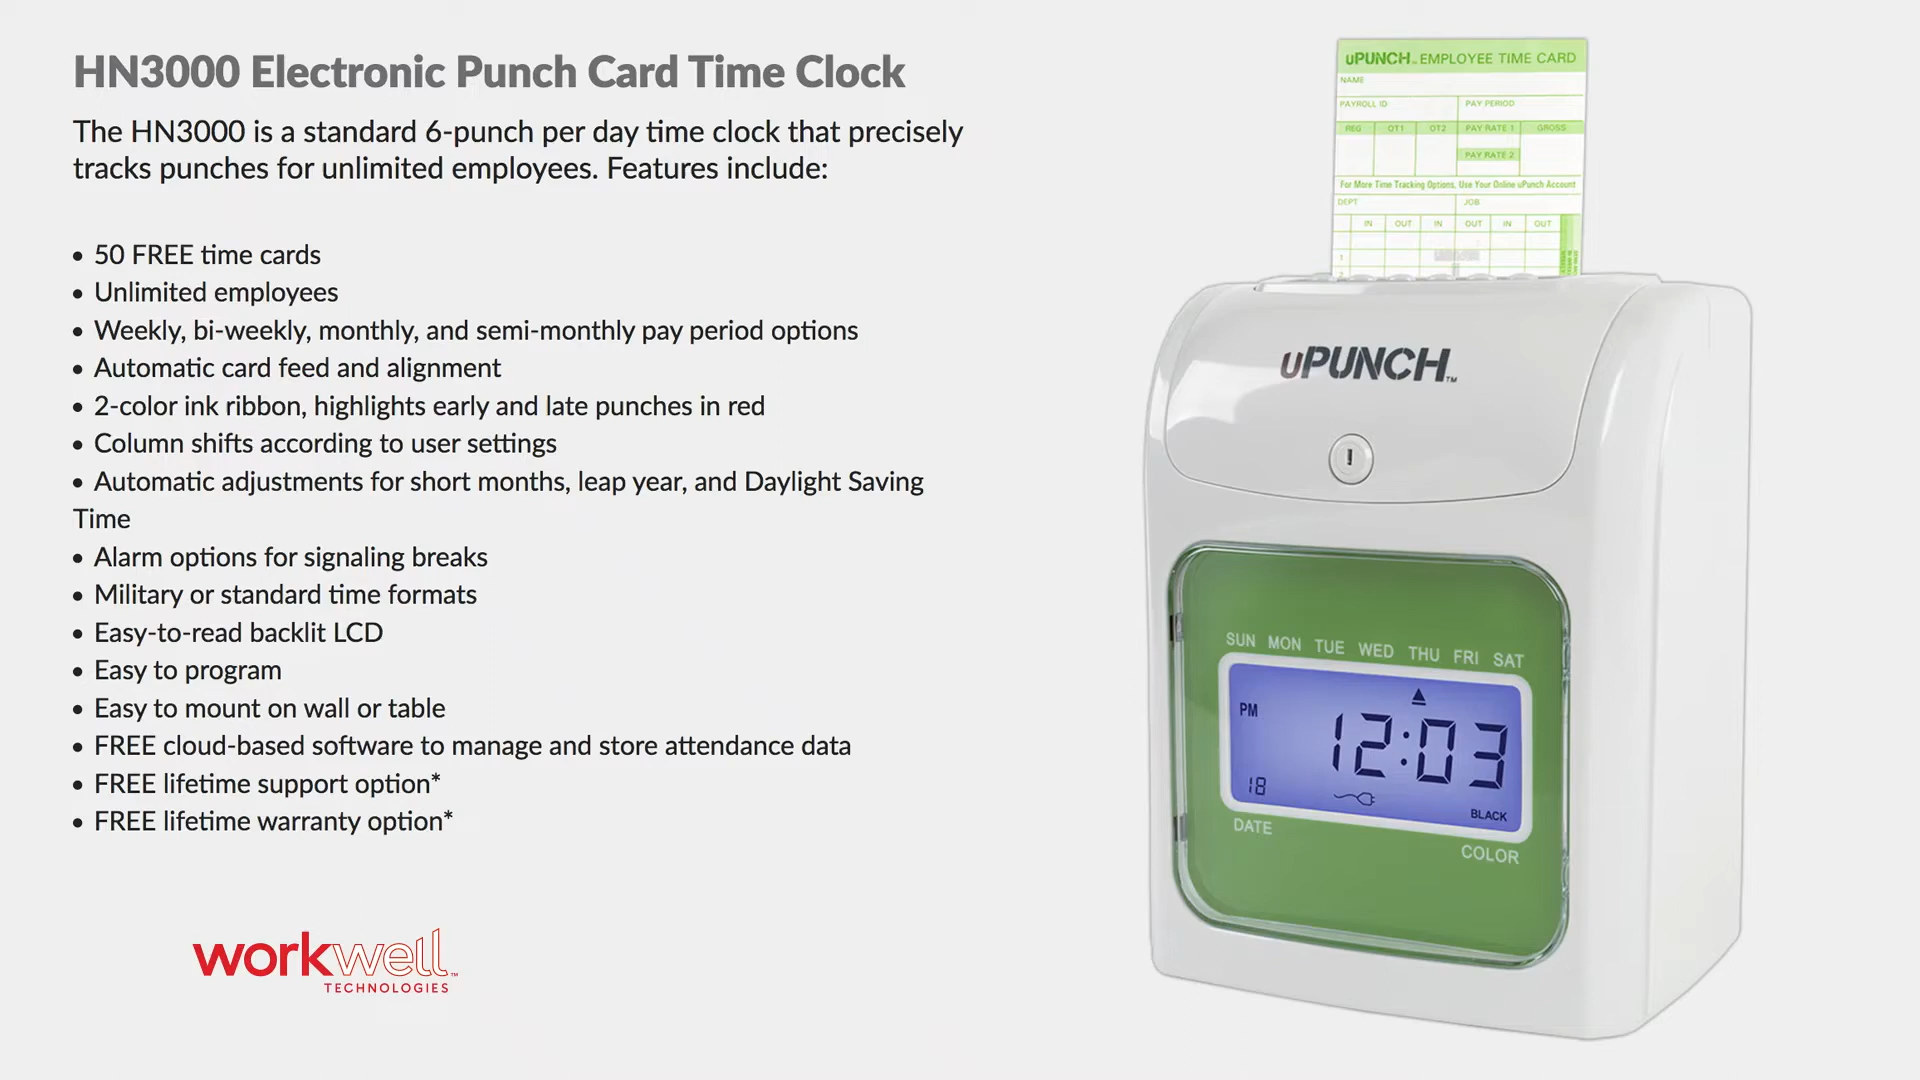 HN3000 Electronic Punch Card Time Clock
The HN3000 is a standard 6-punch per day time clock that precisely
tracks punches for unlimited employees. Features include:
• 50 FREE time cards
• Unlimited employees
• Weekly, bi-weekly, monthly, and semi-monthly pay period options
• Automatic card feed and alignment
• 2-color ink ribbon, highlights early and late punches in red
• Column shifts according to user settings
• Automatic adjustments for short months, leap year, and Daylight Saving
Time
• Alarm options for signaling breaks
• Military or standard time formats
• Easy-to-read backlit LCD
• Easy to program
• Easy to mount on wall or table
• FREE cloud-based software to manage and store attendance data
• FREE lifetime support option*
• FREE lifetime warranty option*
workwell™
TECHNOLOGIES
uPUNCH™ EMPLOYEE TIME CARD
NAME
PAYROLL ID PAY PERIOD
REG OT1 OT2 PAY RATE 1 GROSS
PAY RATE 2
For More Time Tracking Options, Use Your Online uPunch Account
DEPT JOB
IN OUT IN OUT IN OUT
1
2
uPUNCH™
SUN MON TUE WED THU FRI SAT
PM 12:03
18 BLACK
DATE COLOR